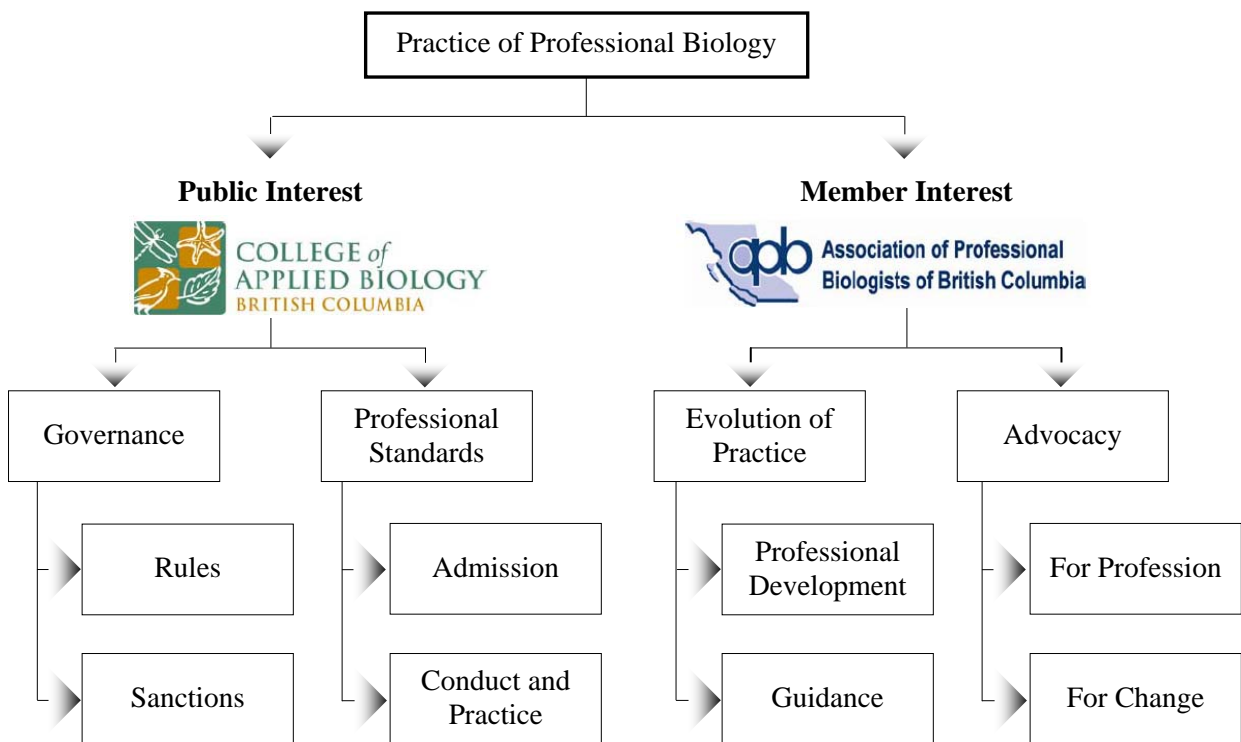 Practice of Professional Biology
Public Interest
Member Interest
COLLEGE of
APPLIED BIOLOGY
BRITISH COLUMBIA
apb
Association of Professional
Biologists of British Columbia
Governance
Professional
Standards
Evolution of
Practice
Advocacy
Rules
Admission
Professional
Development
For Profession
Sanctions
Conduct and
Practice
Guidance
For Change